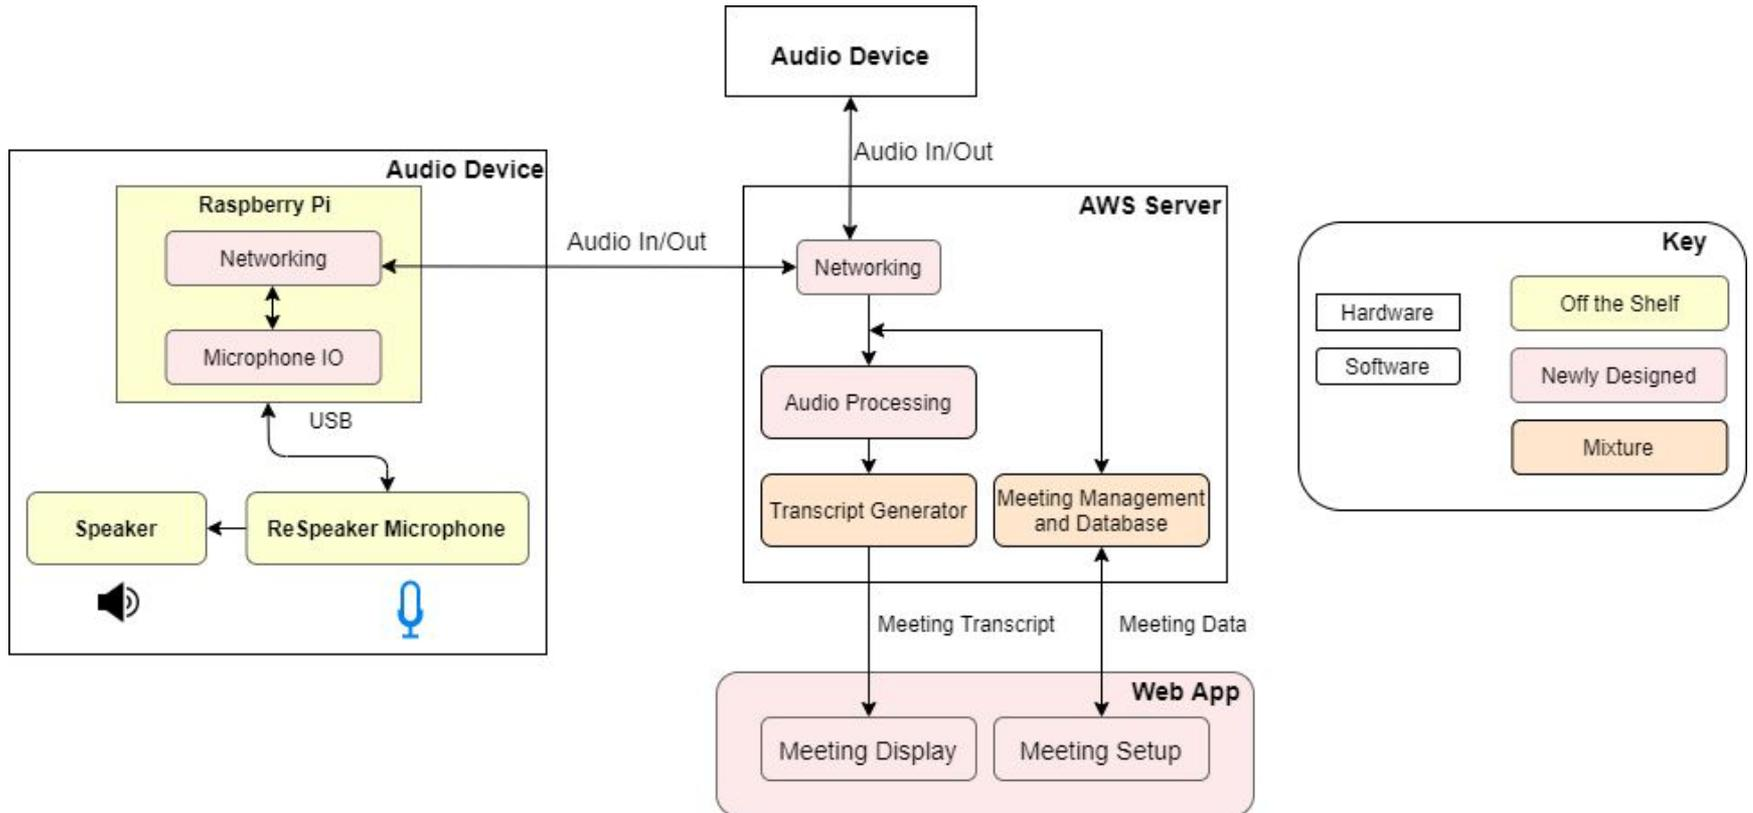 Audio Device
Audio In/Out
Audio Device
Raspberry Pi
Networking
Microphone IO
USB
Speaker
ReSpeaker Microphone
Audio In/Out
AWS Server
Networking
Audio Processing
Transcript Generator
Meeting Management
and Database
Meeting Transcript
Meeting Data
Web App
Meeting Display
Meeting Setup
Key
Hardware
Software
Off the Shelf
Newly Designed
Mixture